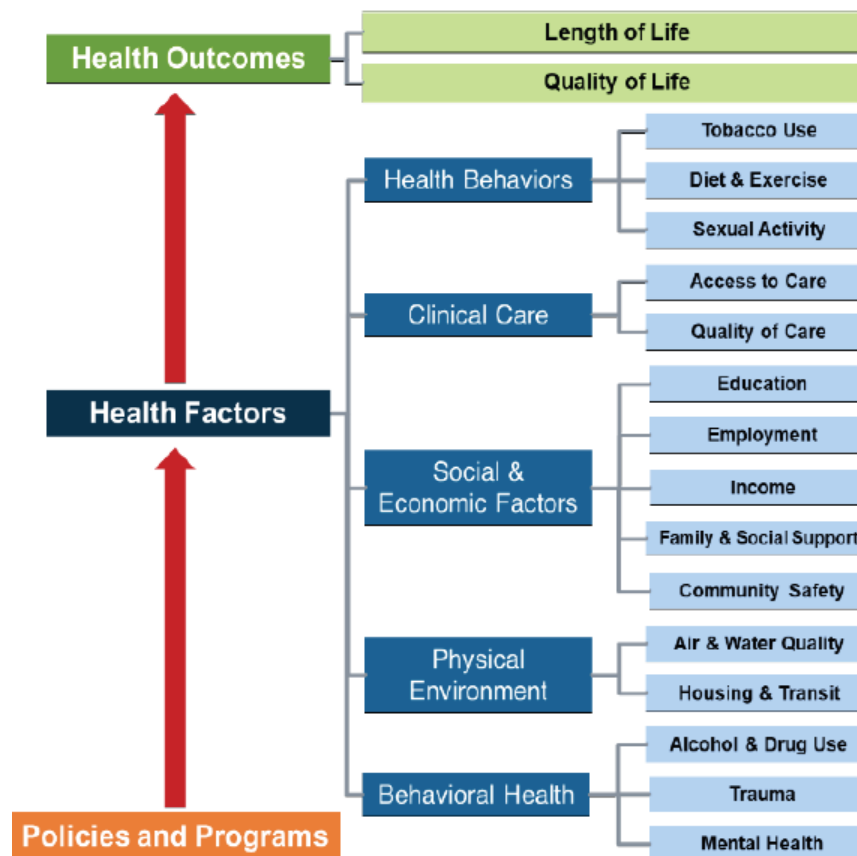 Health Outcomes
Length of Life
Quality of Life
Health Factors
Health Behaviors
Tobacco Use
Diet & Exercise
Sexual Activity
Clinical Care
Access to Care
Quality of Care
Social &
Economic Factors
Education
Employment
Income
Family & Social Support
Community Safety
Physical
Environment
Air & Water Quality
Housing & Transit
Behavioral Health
Alcohol & Drug Use
Trauma
Mental Health
Policies and Programs